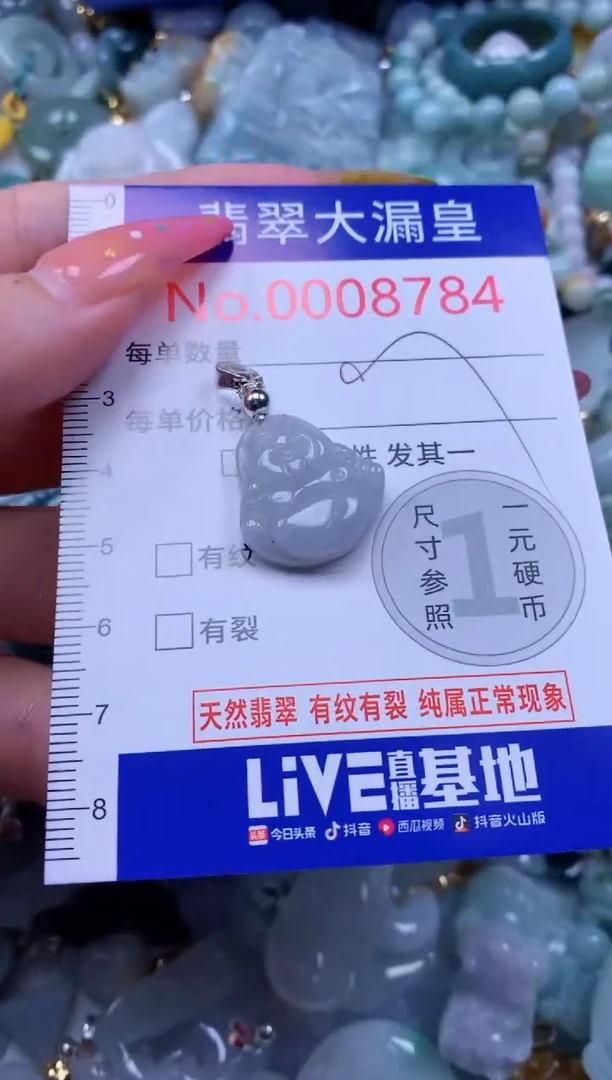 0
翡翠大漏皇
No.0008784
每单数量
3
每单价格
4
性 发其一
5
有纹
6
有裂
尺寸参照
1
一元硬币
7
天然翡翠 有纹有裂 纯属正常现象
8
LiVE直播基地
头条 今日头条 抖音 西瓜视频 抖音火山版